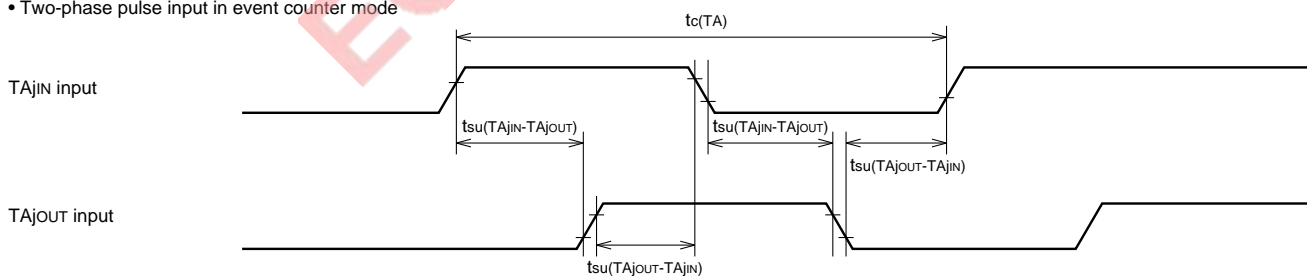 • Two-phase pulse input in event counter mode
tc(TA)
TAjIN input
tsu(TAjIN-TAjOUT)
tsu(TAjIN-TAjOUT)
tsu(TAjOUT-TAjIN)
TAjOUT input
tsu(TAjOUT-TAjIN)